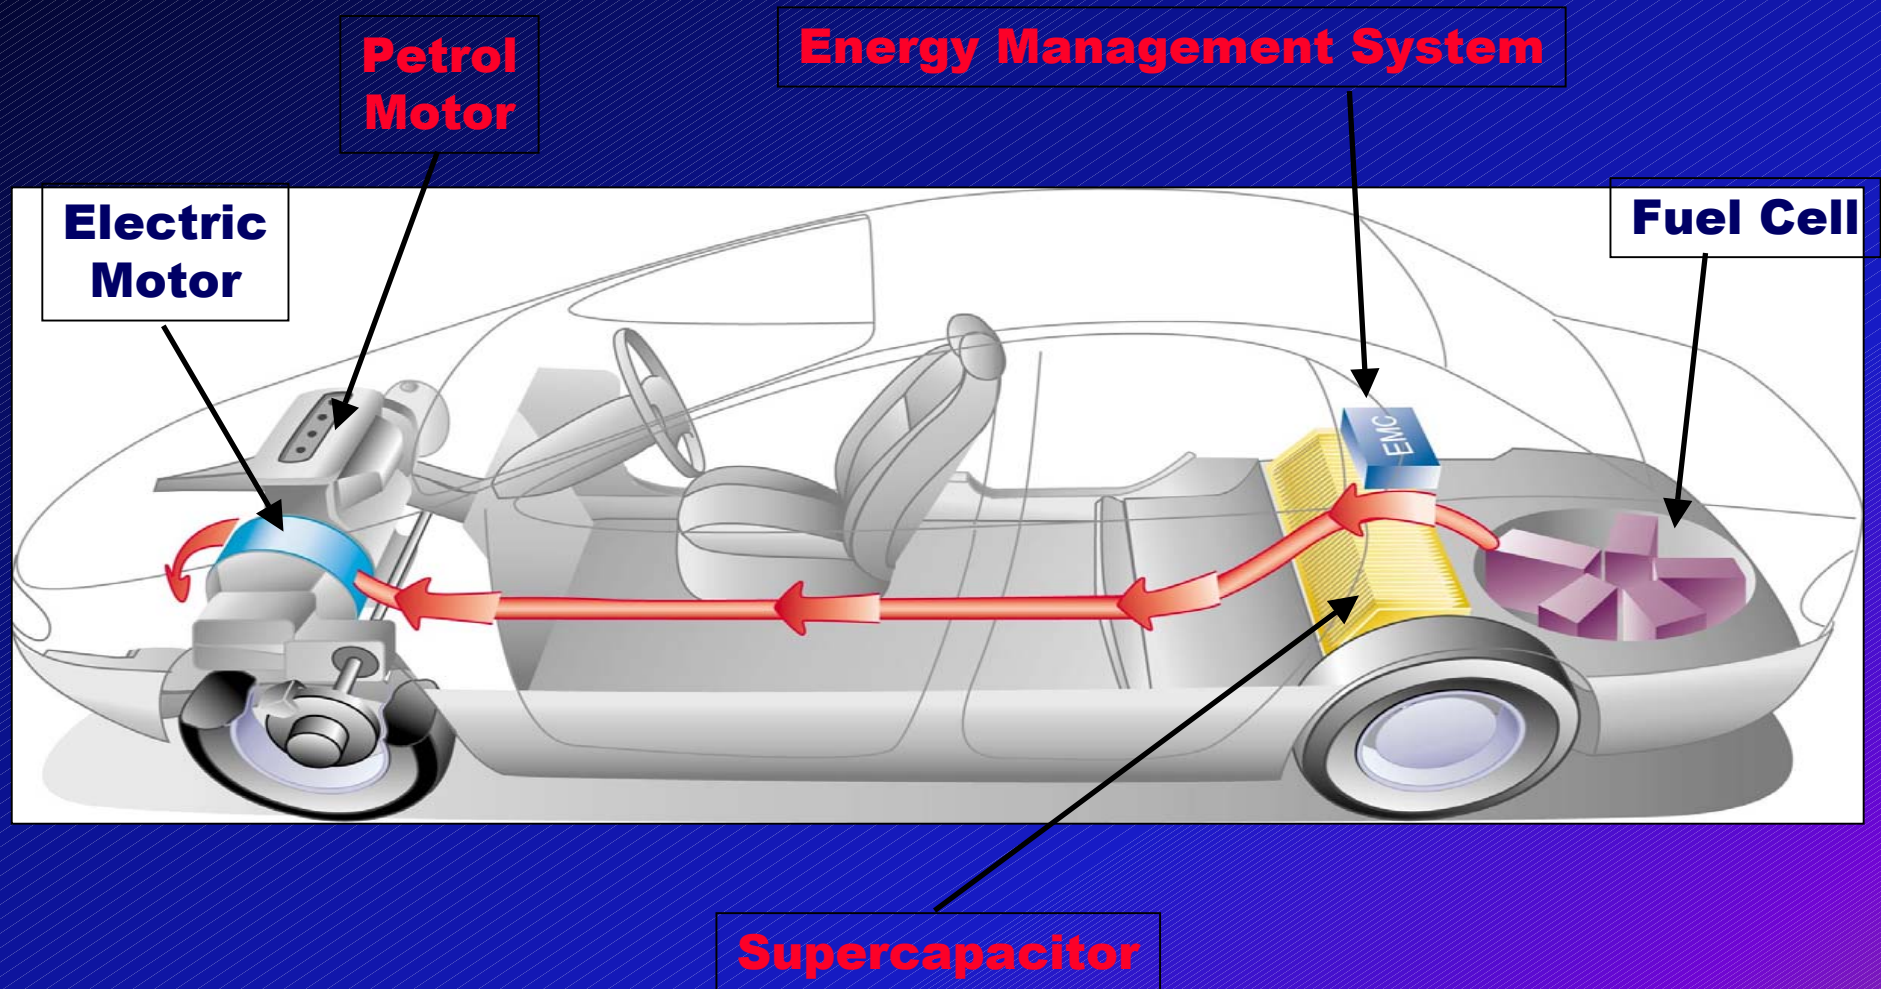 Petrol
Motor
Energy Management System
Electric
Motor
Fuel Cell
EMC
Supercapacitor